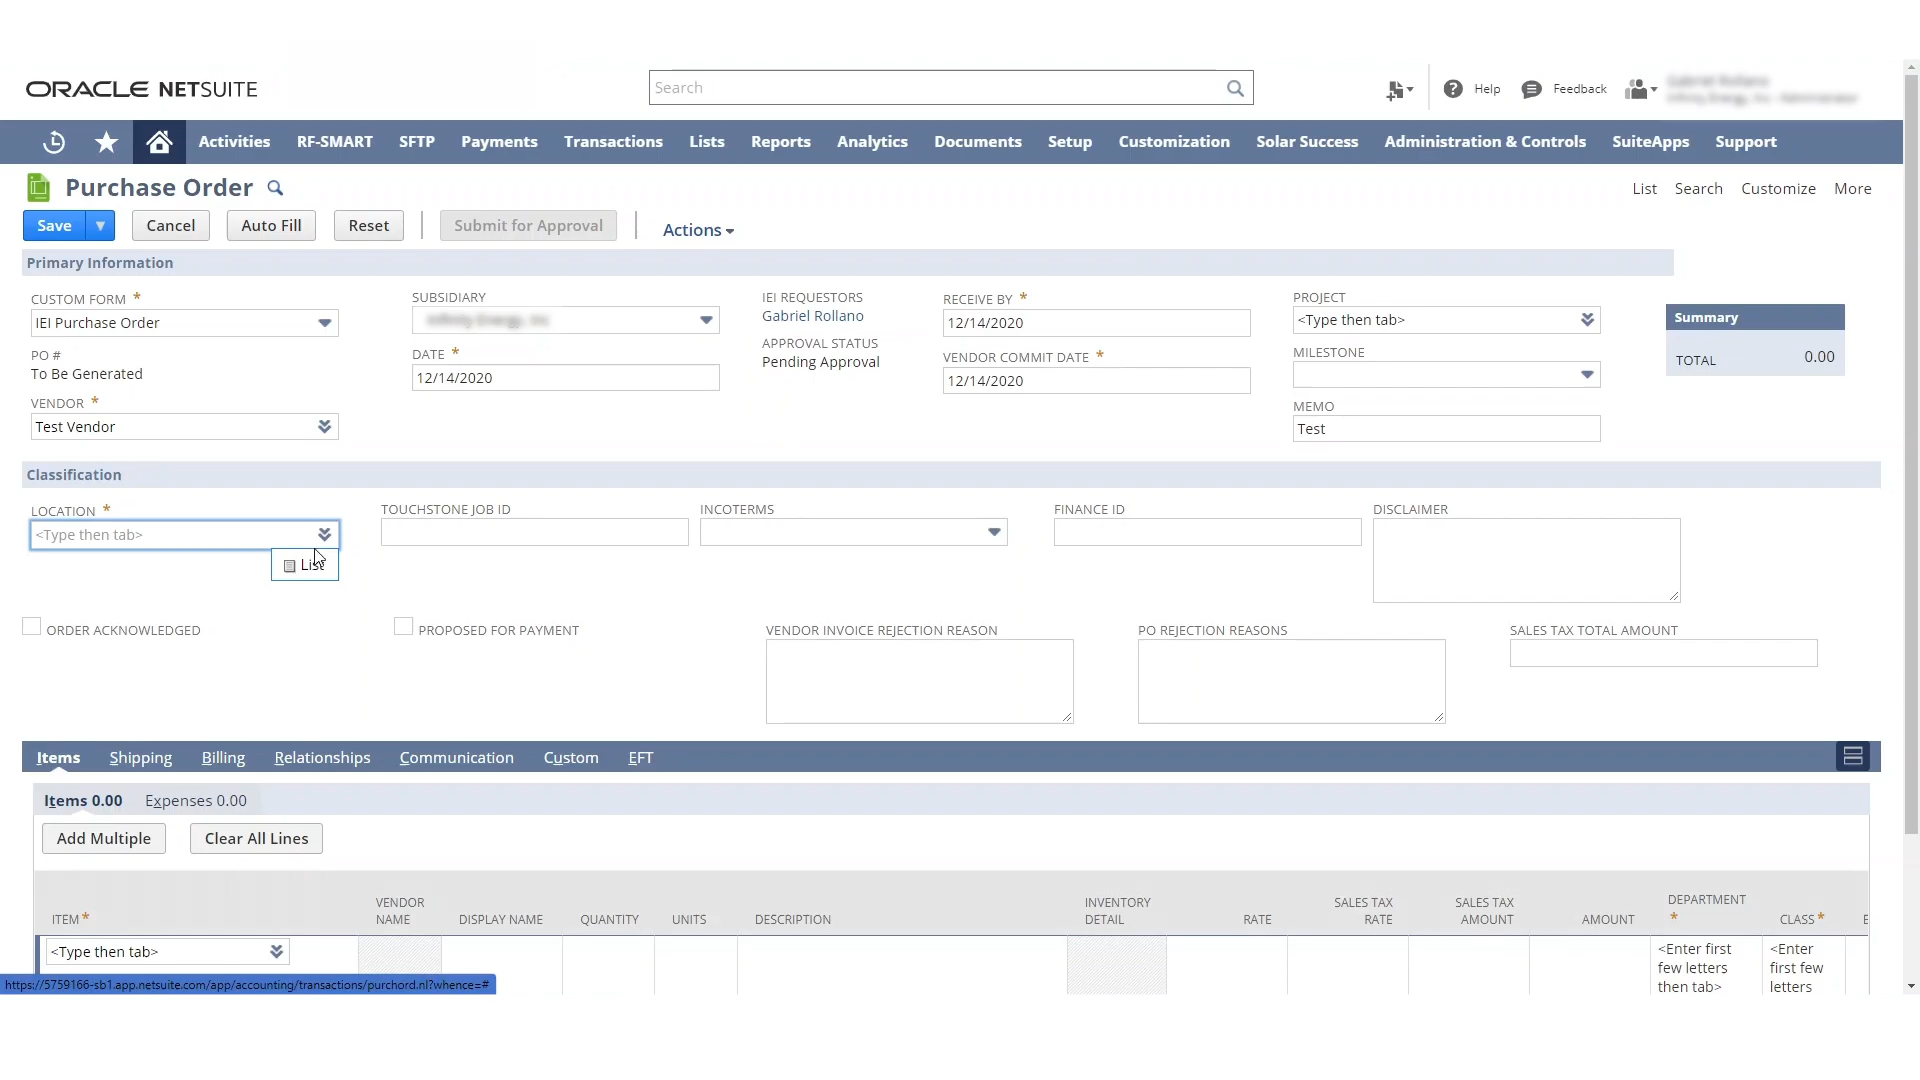 ORACLE NETSUITE
Search
Help
Feedback
Activities RF-SMART SFTP Payments Transactions Lists Reports Analytics Documents Setup Customization Solar Success Administration & Controls SuiteApps Support
Purchase Order
List Search Customize More
Save
Cancel
Auto Fill
Reset
Submit for Approval
Actions
Primary Information
CUSTOM FORM *
IEI Purchase Order
PO #
To Be Generated
VENDOR *
Test Vendor
SUBSIDIARY
DATE *
12/14/2020
IEI REQUESTORS
Gabriel Rollano
APPROVAL STATUS
Pending Approval
RECEIVE BY *
12/14/2020
VENDOR COMMIT DATE *
12/14/2020
PROJECT
<Type then tab>
MILESTONE
MEMO
Test
Summary
TOTAL 0.00
Classification
LOCATION *
<Type then tab>
List
TOUCHSTONE JOB ID
INCOTERMS
FINANCE ID
DISCLAIMER
ORDER ACKNOWLEDGED
PROPOSED FOR PAYMENT
VENDOR INVOICE REJECTION REASON
PO REJECTION REASONS
SALES TAX TOTAL AMOUNT
Items Shipping Billing Relationships Communication Custom EFT
Items 0.00 Expenses 0.00
Add Multiple
Clear All Lines
ITEM *
VENDOR
NAME
DISPLAY NAME
QUANTITY
UNITS
DESCRIPTION
INVENTORY
DETAIL
RATE
SALES TAX
RATE
SALES TAX
AMOUNT
AMOUNT
DEPARTMENT
*
CLASS *
<Type then tab>
<Enter first
few letters
then tab>
<Enter
first few
letters
https://5759166-sb1.app.netsuite.com/app/accounting/transactions/purchord.nl?whence=#